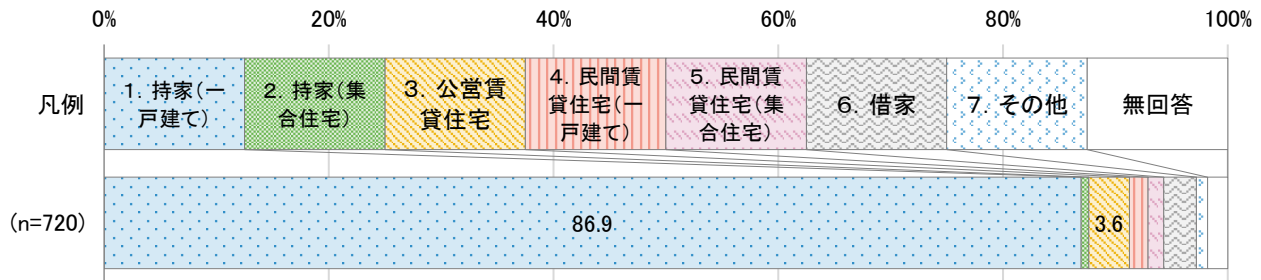 0% 20% 40% 60% 80% 100%
凡例
1. 持家(一
戸建て)
2. 持家(集
合住宅)
3. 公営賃
貸住宅
4. 民間賃
貸住宅(一
戸建て)
5. 民間賃
貸住宅(集
合住宅)
6. 借家
7. その他
無回答
(n=720)
86.9
3.6